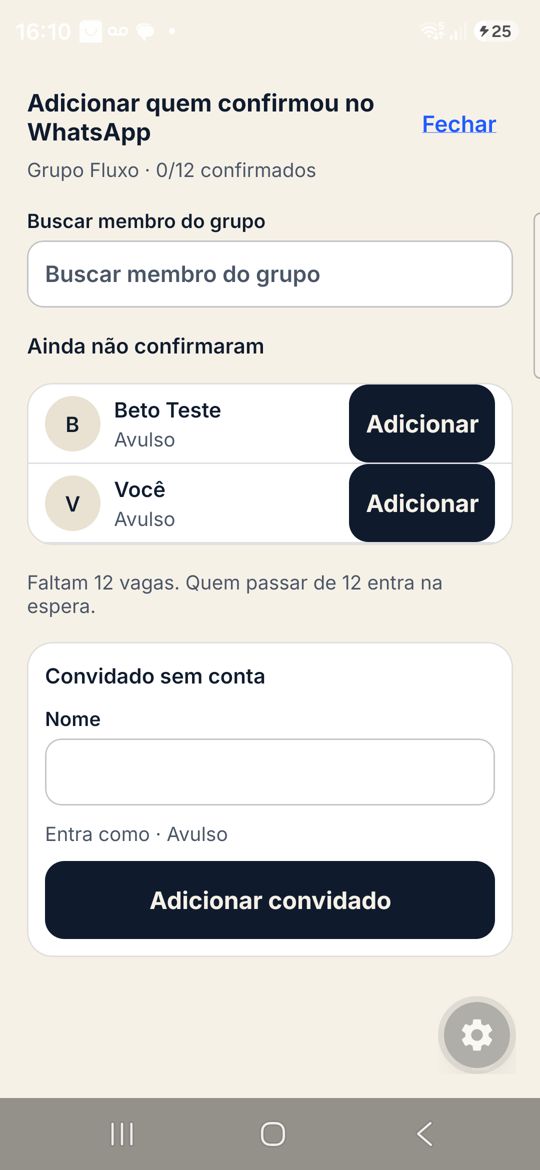 16:10
25
Adicionar quem confirmou no
WhatsApp
Fechar
Grupo Fluxo · 0/12 confirmados
Buscar membro do grupo
Buscar membro do grupo
Ainda não confirmaram
B
Beto Teste
Avulso
Adicionar
V
Você
Avulso
Adicionar
Faltam 12 vagas. Quem passar de 12 entra na
espera.
Convidado sem conta
Nome
Entra como · Avulso
Adicionar convidado